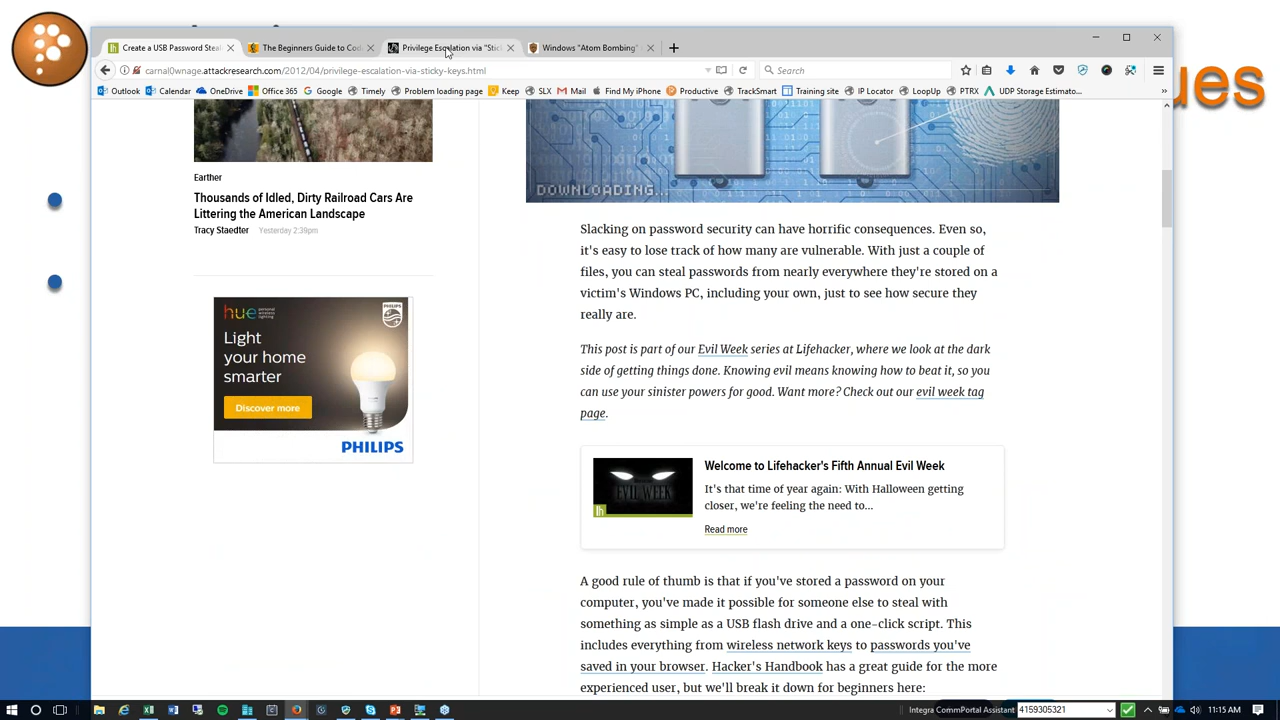 ues
Create a USB Password Steal
The Beginners Guide to Cod
Privilege Escalation via "Stic
Windows "Atom Bombing"
carnal0wnage.attackresearch.com/2012/04/privilege-escalation-via-sticky-keys.html
Search
Outlook
Calendar
OneDrive
Office 365
Google
Timely
Problem loading page
Keep
SLX
Mail
Find My iPhone
Productive
TrackSmart
Training site
IP Locator
LoopUp
PTRX
UDP Storage Estimato...
DOWNLOADING...
Earther
Thousands of Idled, Dirty Railroad Cars Are
Littering the American Landscape
Tracy Staedter Yesterday 2:39pm
hue personal wireless lighting
PHILIPS
Light
your home
smarter
Discover more
PHILIPS
Slacking on password security can have horrific consequences. Even so,
it's easy to lose track of how many are vulnerable. With just a couple of
files, you can steal passwords from nearly everywhere they're stored on a
victim's Windows PC, including your own, just to see how secure they
really are.
This post is part of our Evil Week series at Lifehacker, where we look at the dark
side of getting things done. Knowing evil means knowing how to beat it, so you
can use your sinister powers for good. Want more? Check out our evil week tag
page.
EVIL WEEK
lh
Welcome to Lifehacker's Fifth Annual Evil Week
It's that time of year again: With Halloween getting
closer, we're feeling the need to...
Read more
A good rule of thumb is that if you've stored a password on your
computer, you've made it possible for someone else to steal with
something as simple as a USB flash drive and a one-click script. This
includes everything from wireless network keys to passwords you've
saved in your browser. Hacker's Handbook has a great guide for the more
experienced user, but we'll break it down for beginners here:
Integra CommPortal Assistant 4159305321
11:15 AM